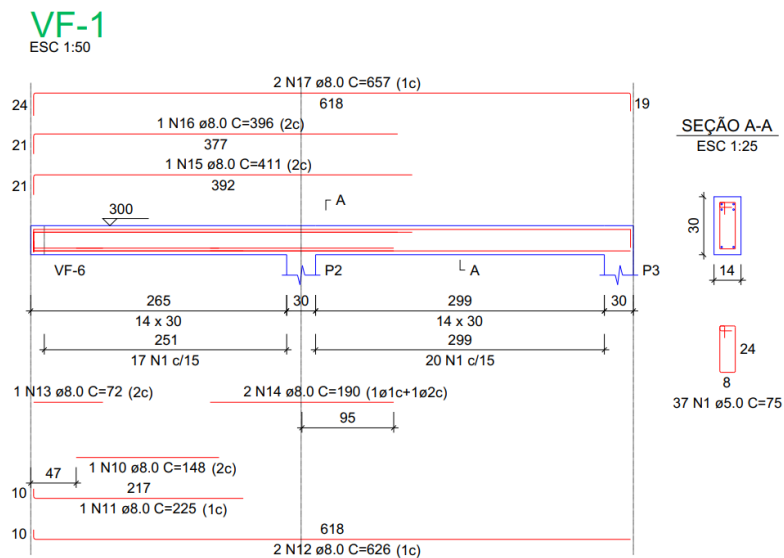 VF-1
ESC 1:50
2 N17 ø8.0 C=657 (1c)
24
618
19
1 N16 ø8.0 C=396 (2c)
21
377
1 N15 ø8.0 C=411 (2c)
21
392
SEÇÃO A-A
ESC 1:25
A
300
30
14
VF-6
P2
A
P3
265
30
299
30
14 x 30
14 x 30
251
299
17 N1 c/15
20 N1 c/15
24
8
37 N1 ø5.0 C=75
1 N13 ø8.0 C=72 (2c)
2 N14 ø8.0 C=190 (1ø1c+1ø2c)
95
1 N10 ø8.0 C=148 (2c)
47
10
217
1 N11 ø8.0 C=225 (1c)
10
618
2 N12 ø8.0 C=626 (1c)